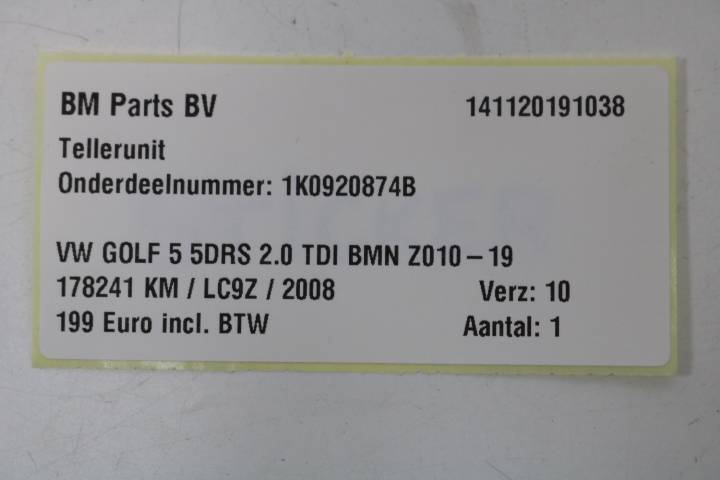 BM Parts BV 141120191038
Tellerunit
Onderdeelnummer: 1K0920874B
VW GOLF 5 5DRS 2.0 TDI BMN Z010-19
178241 KM / LC9Z / 2008 Verz: 10
199 Euro incl. BTW Aantal: 1